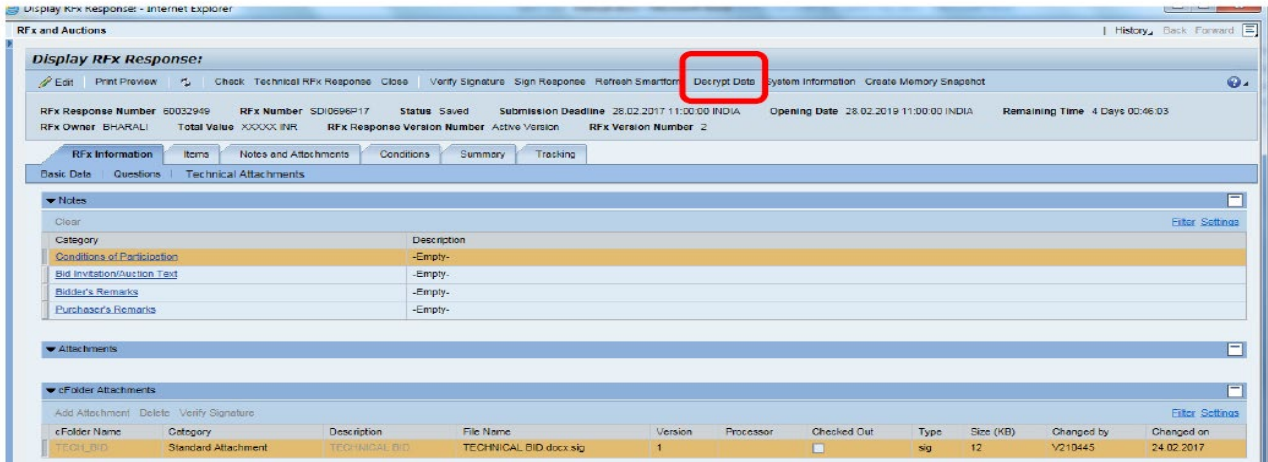 Display RFx Response: - Internet Explorer
RFx and Auctions | History Back Forward
Display RFx Response:
Edit Print Preview Check Technical RFx Response Close Verify Signature Sign Response Refresh Smartform Decrypt Data System Information Create Memory Snapshot
RFx Response Number 60032949 RFx Number SDI0696P17 Status Saved Submission Deadline 28.02.2017 11:00:00 INDIA Opening Date 28.02.2019 11:00:00 INDIA Remaining Time 4 Days 00:46:03
RFx Owner BHARALI Total Value XXXXX INR RFx Response Version Number Active Version RFx Version Number 2
RFx Information Items Notes and Attachments Conditions Summary Tracking
Basic Data Questions Technical Attachments
Notes
Clear Filter Settings
Category Description
Conditions of Participation -Empty-
Bid Invitation/Auction Text -Empty-
Bidder's Remarks -Empty-
Purchaser's Remarks -Empty-
Attachments
cFolder Attachments
Add Attachment Delete Verify Signature Filter Settings
cFolder Name Category Description File Name Version Processor Checked Out Type Size (KB) Changed by Changed on
TECH_BID Standard Attachment TECHNICAL BID TECHNICAL BID.docx.sig 1 sig 12 V210445 24.02.2017